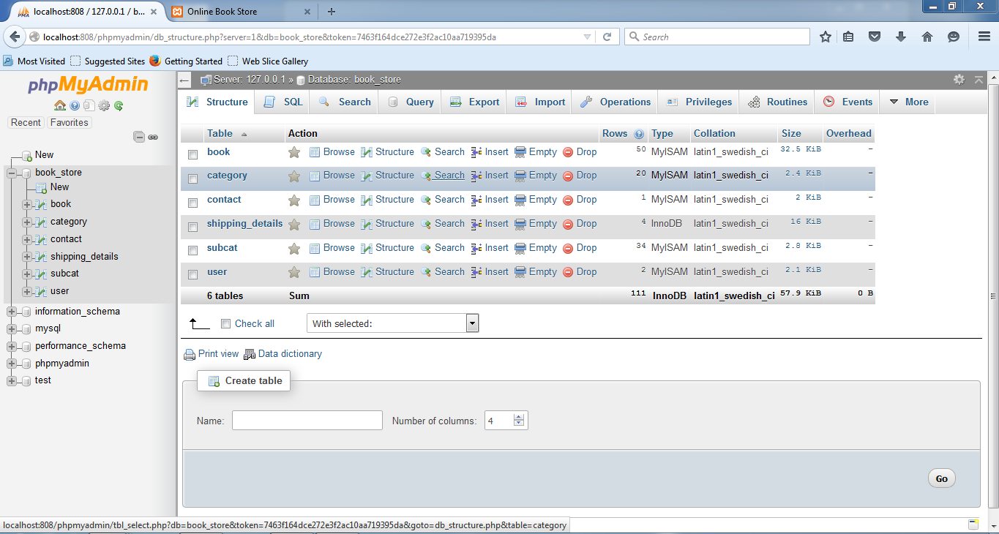 localhost:808 / 127.0.0.1 / b... × Online Book Store × +
localhost:808/phpmyadmin/db_structure.php?server=1&db=book_store&token=7463f164dce272e3f2ac10aa719395da Search
Most Visited Suggested Sites Getting Started Web Slice Gallery
phpMyAdmin
Recent Favorites
New
book_store
New
book
category
contact
shipping_details
subcat
user
information_schema
mysql
performance_schema
phpmyadmin
test
Server: 127.0.0.1 » Database: book_store
Structure SQL Search Query Export Import Operations Privileges Routines Events More
Table Action Rows Type Collation Size Overhead
book Browse Structure Search Insert Empty Drop 50 MyISAM latin1_swedish_ci 32.5 KiB -
category Browse Structure Search Insert Empty Drop 20 MyISAM latin1_swedish_ci 2.4 KiB -
contact Browse Structure Search Insert Empty Drop 1 MyISAM latin1_swedish_ci 2 KiB -
shipping_details Browse Structure Search Insert Empty Drop 4 InnoDB latin1_swedish_ci 16 KiB -
subcat Browse Structure Search Insert Empty Drop 34 MyISAM latin1_swedish_ci 2.8 KiB -
user Browse Structure Search Insert Empty Drop 2 MyISAM latin1_swedish_ci 2.1 KiB -
6 tables Sum 111 InnoDB latin1_swedish_ci 57.9 KiB 0 B
Check all With selected:
Print view Data dictionary
Create table
Name: Number of columns: 4
Go
localhost:808/phpmyadmin/tbl_select.php?db=book_store&token=7463f164dce272e3f2ac10aa719395da&goto=db_structure.php&table=category